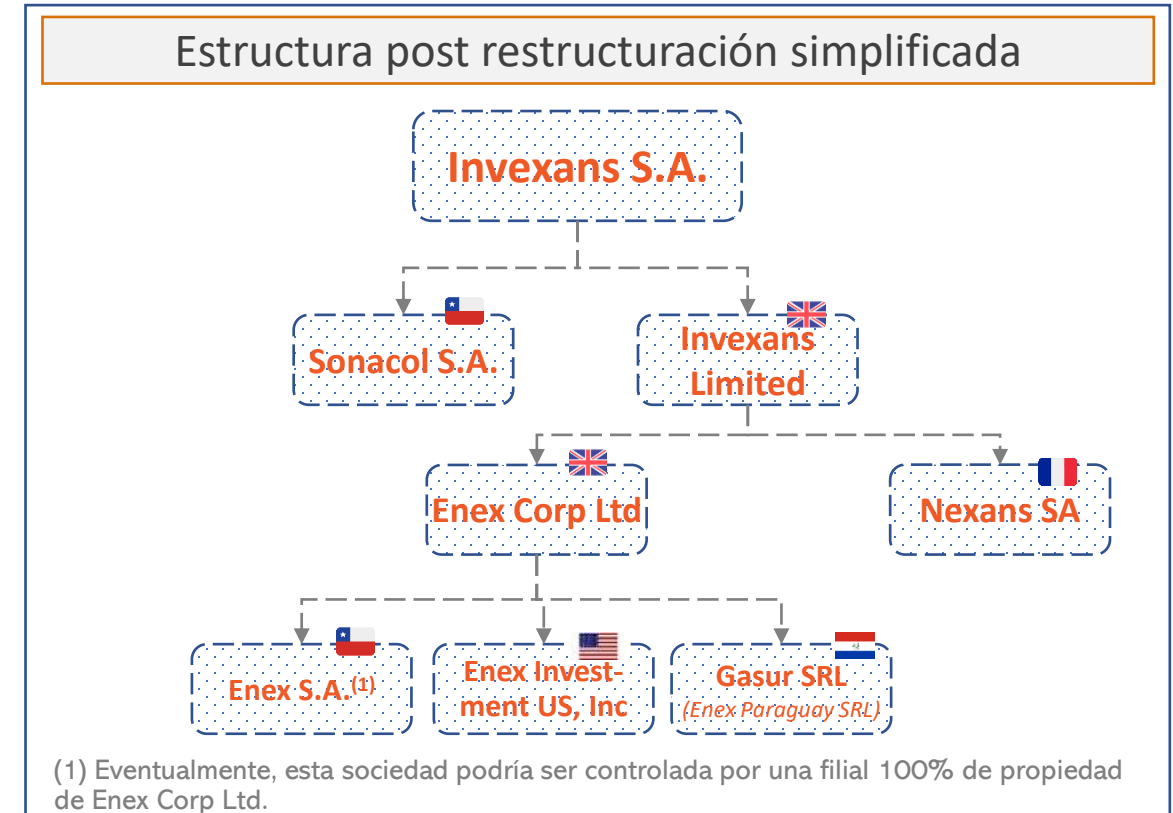 Estructura post restructuración simplificada
Invexans S.A.
Sonacol S.A.
Invexans
Limited
Enex Corp Ltd
Nexans SA
Enex S.A.(1)
Enex Invest-
ment US, Inc
Gasur SRL
(Enex Paraguay SRL)
(1) Eventualmente, esta sociedad podría ser controlada por una filial 100% de propiedad
de Enex Corp Ltd.